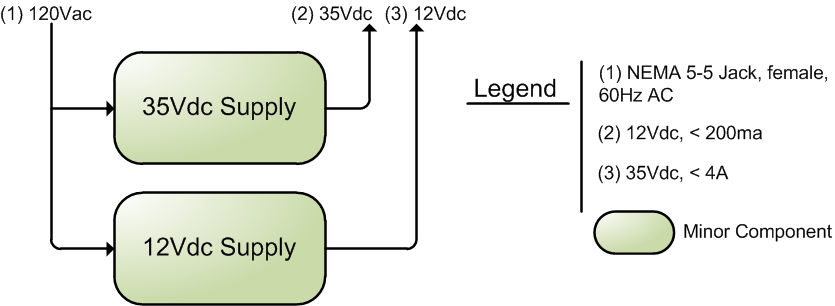 (1) 120Vac
(2) 35Vdc
(3) 12Vdc
35Vdc Supply
12Vdc Supply
Legend
(1) NEMA 5-5 Jack, female,
60Hz AC
(2) 12Vdc, < 200ma
(3) 35Vdc, < 4A
Minor Component